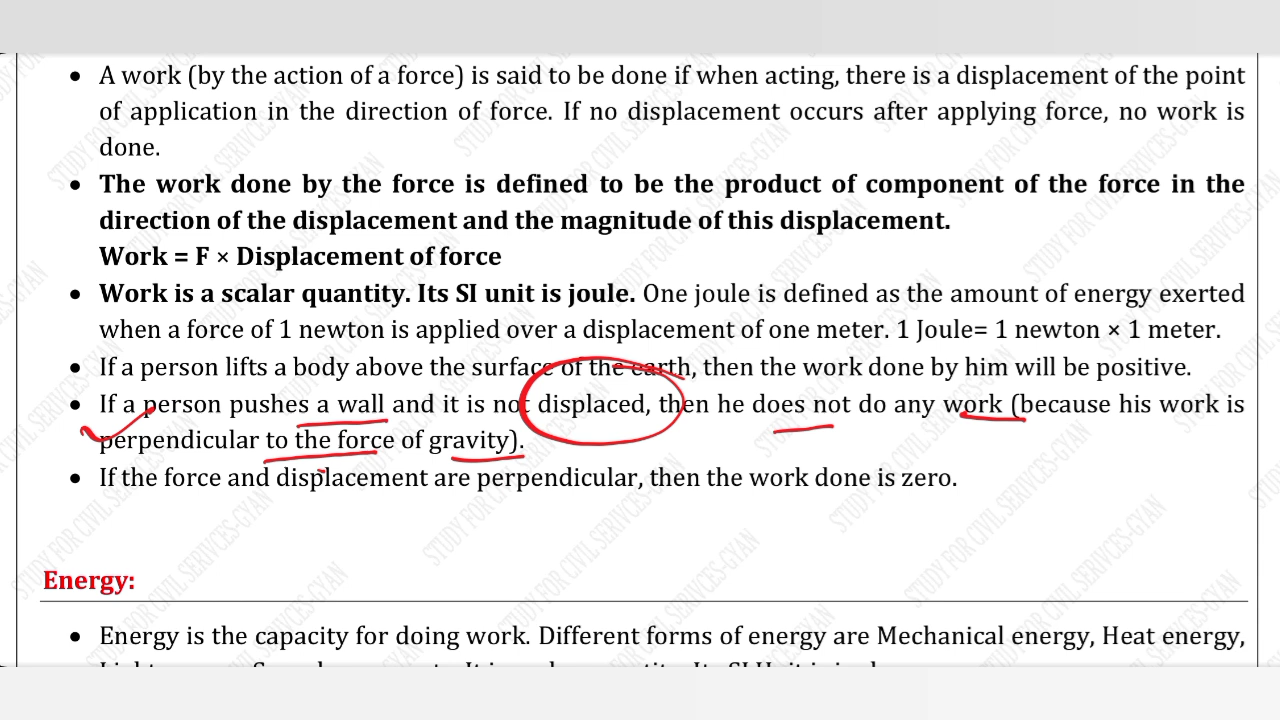 • A work (by the action of a force) is said to be done if when acting, there is a displacement of the point
of application in the direction of force. If no displacement occurs after applying force, no work is
done.
• The work done by the force is defined to be the product of component of the force in the
direction of the displacement and the magnitude of this displacement.
Work = F × Displacement of force
• Work is a scalar quantity. Its SI unit is joule. One joule is defined as the amount of energy exerted
when a force of 1 newton is applied over a displacement of one meter. 1 Joule= 1 newton × 1 meter.
• If a person lifts a body above the surface of the earth, then the work done by him will be positive.
• If a person pushes a wall and it is not displaced, then he does not do any work (because his work is
perpendicular to the force of gravity).
• If the force and displacement are perpendicular, then the work done is zero.
Energy:
• Energy is the capacity for doing work. Different forms of energy are Mechanical energy, Heat energy,
STUDY FOR CIVIL SERIVCES-GYAN